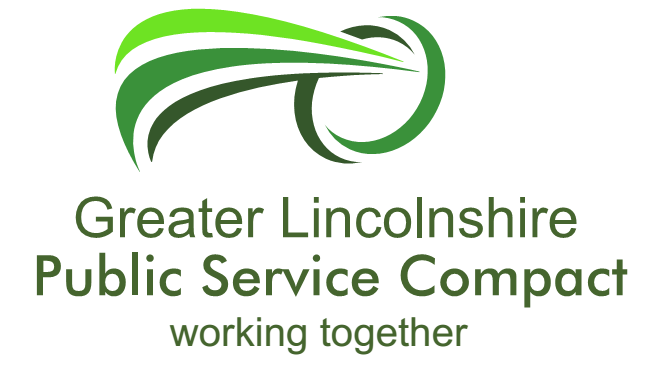 Greater Lincolnshire
Public Service Compact
working together